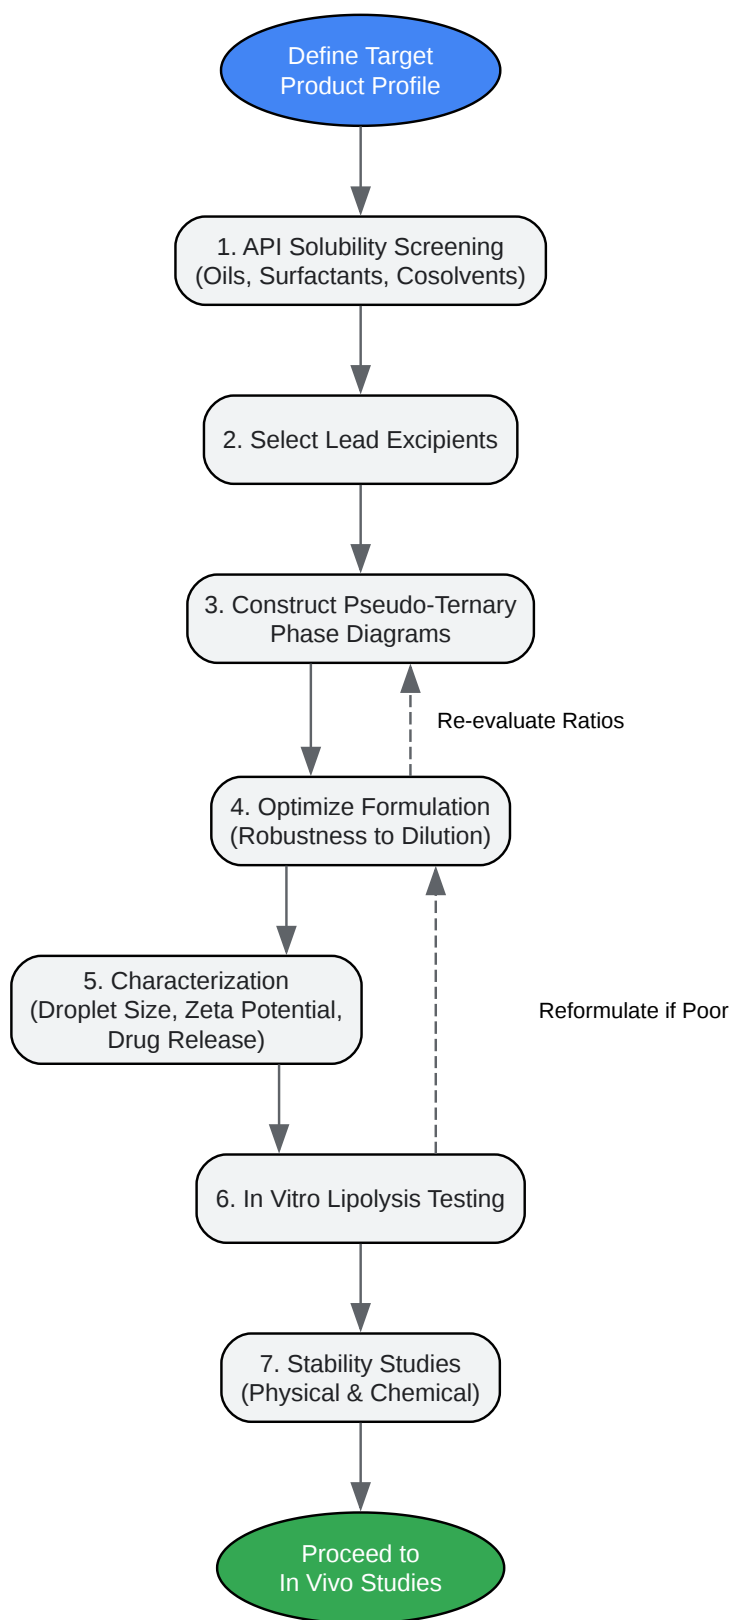 Define Target
Product Profile
1. API Solubility Screening
(Oils, Surfactants, Cosolvents)
2. Select Lead Excipients
3. Construct Pseudo-Ternary
Phase Diagrams
Re-evaluate Ratios
4. Optimize Formulation
(Robustness to Dilution)
5. Characterization
(Droplet Size, Zeta Potential,
Drug Release)
Reformulate if Poor
6. In Vitro Lipolysis Testing
7. Stability Studies
(Physical & Chemical)
Proceed to
In Vivo Studies